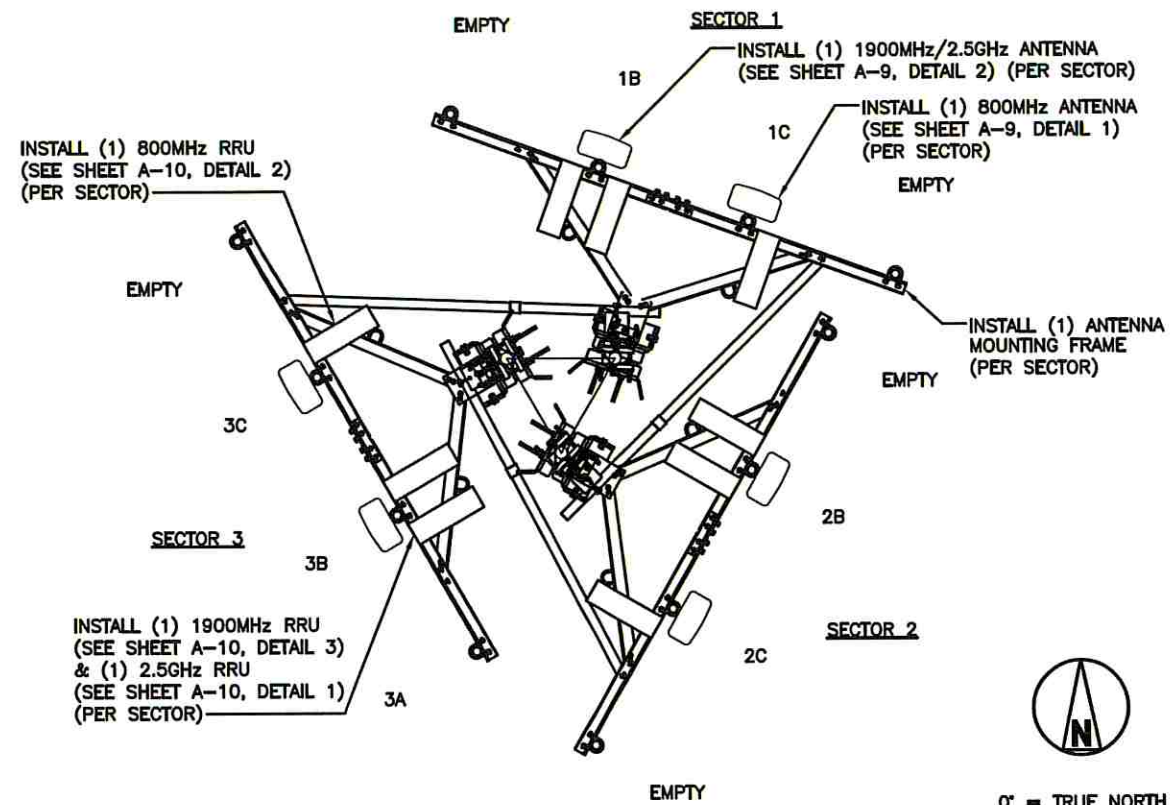 EMPTY
SECTOR 1
INSTALL (1) 1900MHz/2.5GHz ANTENNA
(SEE SHEET A-9, DETAIL 2) (PER SECTOR)
1B
INSTALL (1) 800MHz ANTENNA
(SEE SHEET A-9, DETAIL 1)
(PER SECTOR)
1C
INSTALL (1) 800MHz RRU
(SEE SHEET A-10, DETAIL 2)
(PER SECTOR)
EMPTY
EMPTY
INSTALL (1) ANTENNA
MOUNTING FRAME
(PER SECTOR)
EMPTY
3C
2B
SECTOR 3
3B
INSTALL (1) 1900MHz RRU
(SEE SHEET A-10, DETAIL 3)
& (1) 2.5GHz RRU
(SEE SHEET A-10, DETAIL 1)
(PER SECTOR)
3A
SECTOR 2
2C
N
EMPTY
0° = TRUE NORTH